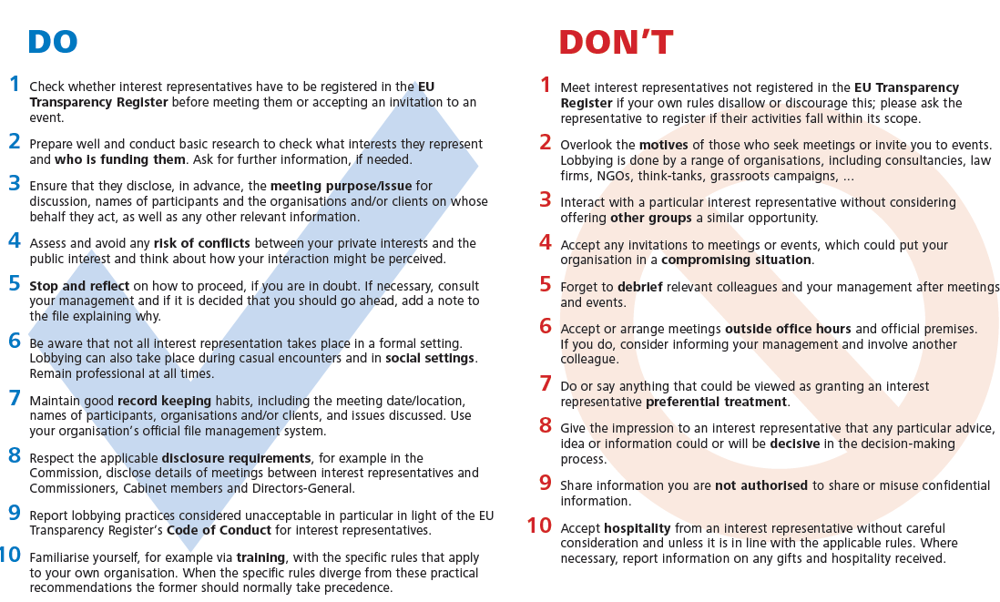 DO
1 Check whether interest representatives have to be registered in the EU
Transparency Register before meeting them or accepting an invitation to an
event.
2 Prepare well and conduct basic research to check what interests they represent
and who is funding them. Ask for further information, if needed.
3 Ensure that they disclose, in advance, the meeting purpose/issue for
discussion, names of participants and the organisations and/or clients on whose
behalf they act, as well as any other relevant information.
4 Assess and avoid any risk of conflicts between your private interests and the
public interest and think about how your interaction might be perceived.
5 Stop and reflect on how to proceed, if you are in doubt. If necessary, consult
your management and if it is decided that you should go ahead, add a note to
the file explaining why.
6 Be aware that not all interest representation takes place in a formal setting.
Lobbying can also take place during casual encounters and in social settings.
Remain professional at all times.
7 Maintain good record keeping habits, including the meeting date/location,
names of participants, organisations and/or clients, and issues discussed. Use
your organisation's official file management system.
8 Respect the applicable disclosure requirements, for example in the
Commission, disclose details of meetings between interest representatives and
Commissioners, Cabinet members and Directors-General.
9 Report lobbying practices considered unacceptable in particular in light of the EU
Transparency Register's Code of Conduct for interest representatives.
10 Familiarise yourself, for example via training, with the specific rules that apply
to your own organisation. When the specific rules diverge from these practical
recommendations the former should normally take precedence.
DON'T
1 Meet interest representatives not registered in the EU Transparency
Register if your own rules disallow or discourage this; please ask the
representative to register if their activities fall within its scope.
2 Overlook the motives of those who seek meetings or invite you to events.
Lobbying is done by a range of organisations, including consultancies, law
firms, NGOs, think-tanks, grassroots campaigns, ...
3 Interact with a particular interest representative without considering
offering other groups a similar opportunity.
4 Accept any invitations to meetings or events, which could put your
organisation in a compromising situation.
5 Forget to debrief relevant colleagues and your management after meetings
and events.
6 Accept or arrange meetings outside office hours and official premises.
If you do, consider informing your management and involve another
colleague.
7 Do or say anything that could be viewed as granting an interest
representative preferential treatment.
8 Give the impression to an interest representative that any particular advice,
idea or information could or will be decisive in the decision-making
process.
9 Share information you are not authorised to share or misuse confidential
information.
10 Accept hospitality from an interest representative without careful
consideration and unless it is in line with the applicable rules. Where
necessary, report information on any gifts and hospitality received.